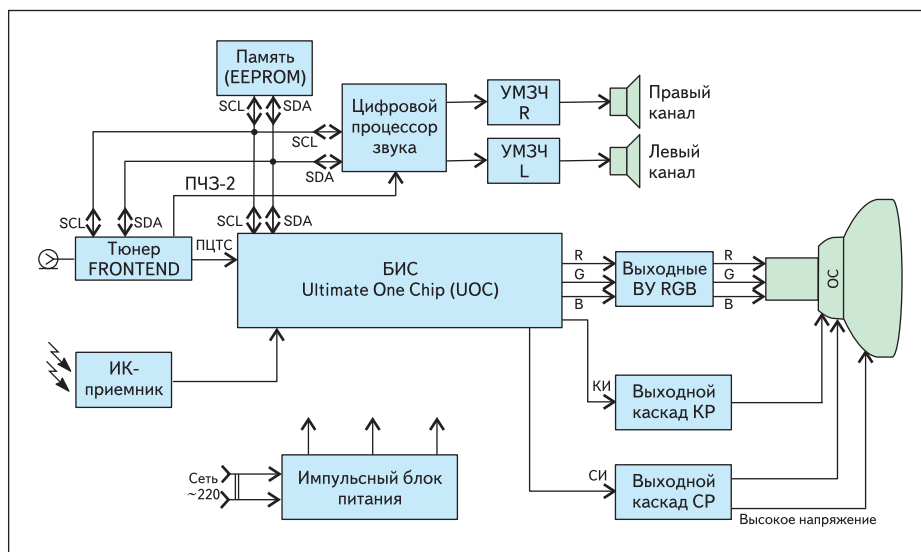 Память
(EEPROM)
SCL
SDA
Цифровой
процессор
звука
УМЗЧ
R
Правый
канал
SCL
SDA
УМЗЧ
L
Левый
канал
ПЧЗ-2
SCL
SDA
SCL
SDA
Тюнер
FRONTEND
ПЦТС
БИС
Ultimate One Chip (UOC)
R
G
B
Выходные
ВУ RGB
R
G
B
ОС
ИК-
приемник
КИ
Выходной
каскад КР
Сеть
~220
Импульсный блок
питания
СИ
Выходной
каскад СР
Высокое напряжение